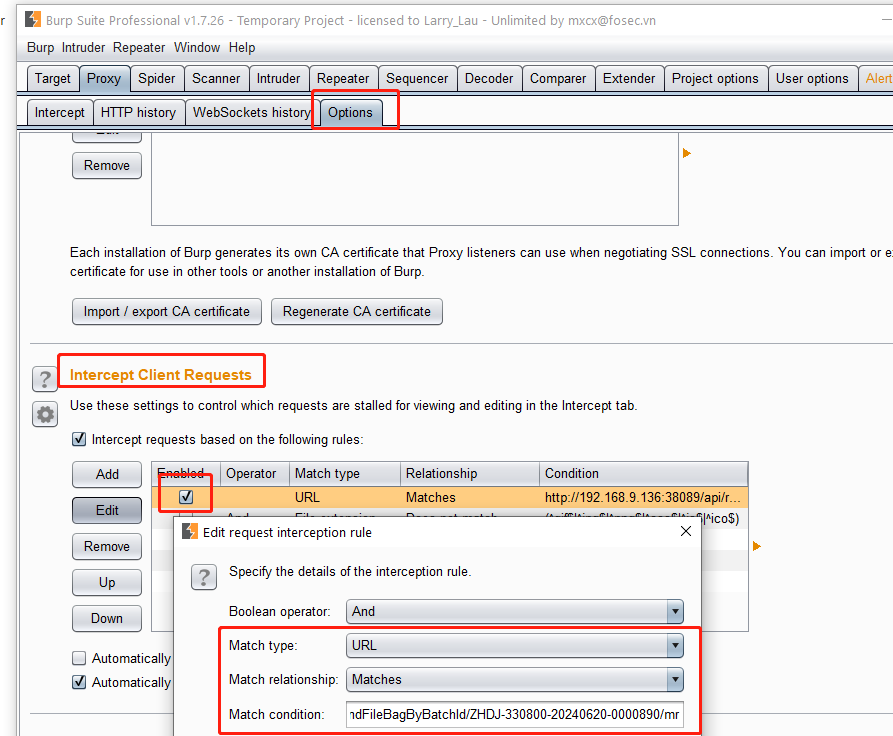 r
Burp Suite Professional v1.7.26 - Temporary Project - licensed to Larry_Lau - Unlimited by mxcx@fosec.vn
Burp Intruder Repeater Window Help
Target Proxy Spider Scanner Intruder Repeater Sequencer Decoder Comparer Extender Project options User options Alert
Intercept HTTP history WebSockets history Options
Edit
Remove
Each installation of Burp generates its own CA certificate that Proxy listeners can use when negotiating SSL connections. You can import or e
certificate for use in other tools or another installation of Burp.
Import / export CA certificate Regenerate CA certificate
? Intercept Client Requests
Use these settings to control which requests are stalled for viewing and editing in the Intercept tab.
Intercept requests based on the following rules:
Add Enabled Operator Match type Relationship Condition
URL Matches http://192.168.9.136:38089/api/r...
Edit And File extension Does not match
Remove
Up
Down
Automatically
Automatically
Edit request interception rule
? Specify the details of the interception rule.
Boolean operator: And
Match type: URL
Match relationship: Matches
Match condition: ndFileBagByBatchId/ZHDJ-330800-20240620-0000890/mr